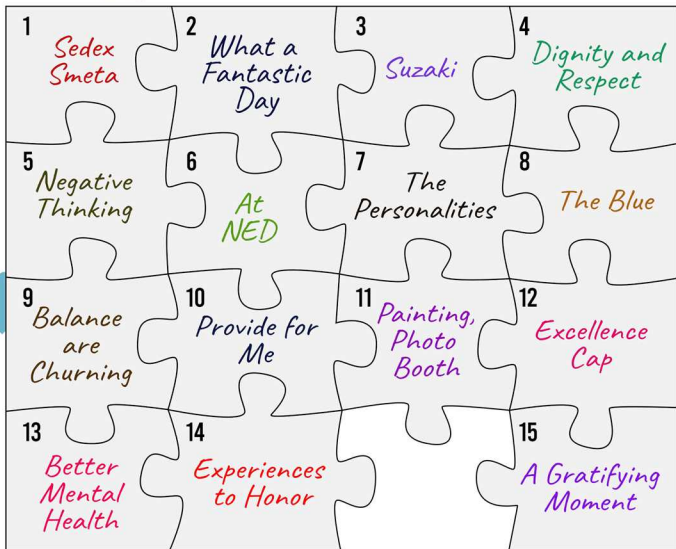 1
Sedex
Smeta
2
What a
Fantastic
Day
3
Suzaki
4
Dignity and
Respect
5
Negative
Thinking
6
At
NED
7
The
Personalities
8
The Blue
9
Balance
are
Churning
10
Provide for
Me
11
Painting,
Photo
Booth
12
Excellence
Cap
13
Better
Mental
Health
14
Experiences
to Honor
15
A Gratifying
Moment